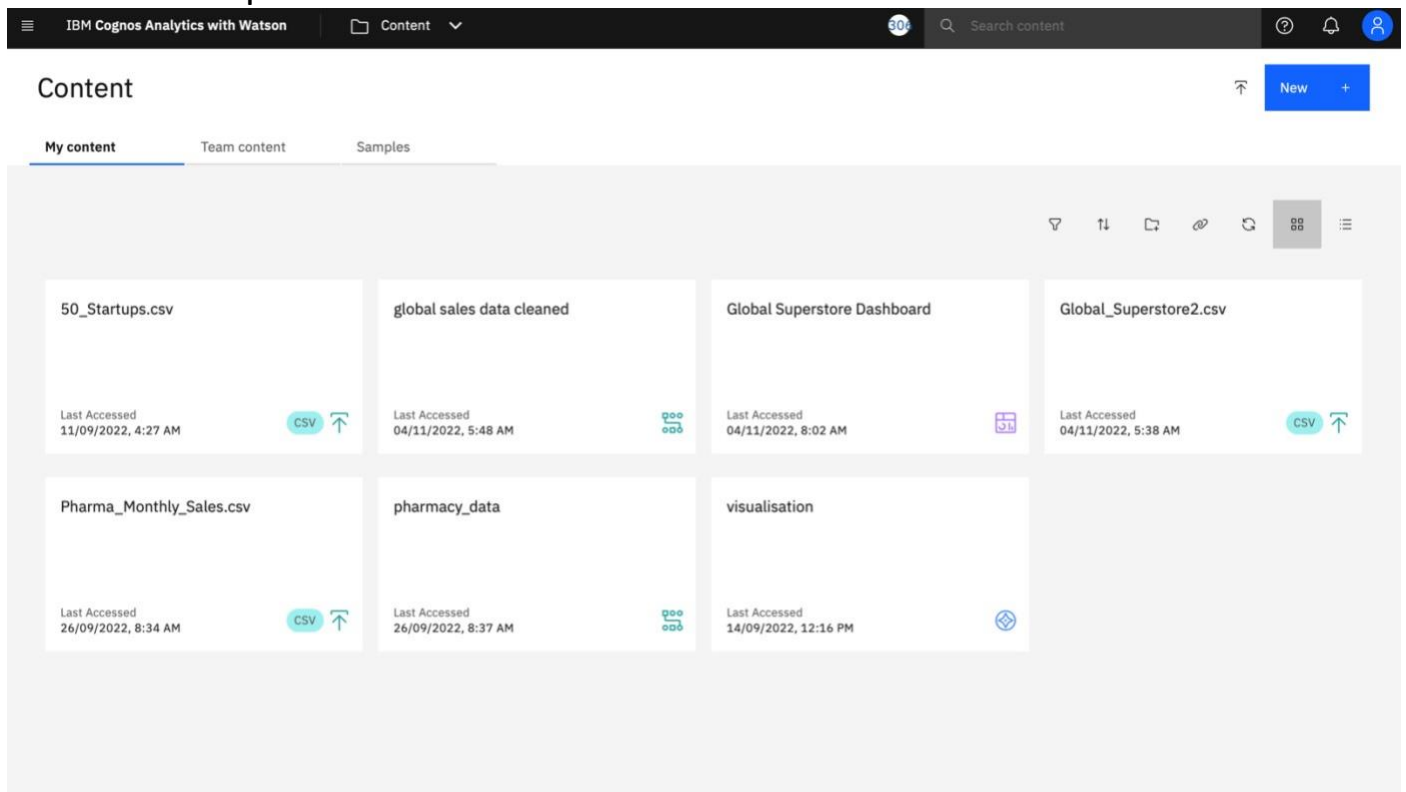 IBM Cognos Analytics with Watson
Content
306
Search content
Content
New +
My content
Team content
Samples
50_Startups.csv
Last Accessed
11/09/2022, 4:27 AM
CSV
global sales data cleaned
Last Accessed
04/11/2022, 5:48 AM
Global Superstore Dashboard
Last Accessed
04/11/2022, 8:02 AM
Global_Superstore2.csv
Last Accessed
04/11/2022, 5:38 AM
CSV
Pharma_Monthly_Sales.csv
Last Accessed
26/09/2022, 8:34 AM
CSV
pharmacy_data
Last Accessed
26/09/2022, 8:37 AM
visualisation
Last Accessed
14/09/2022, 12:16 PM